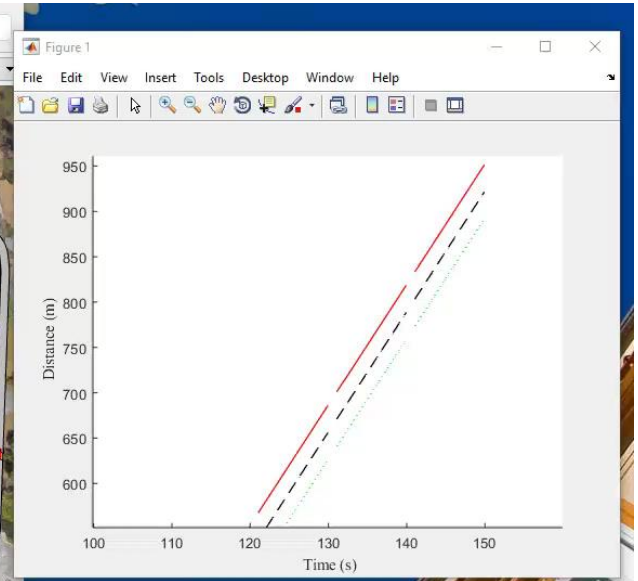 Figure 1
File Edit View Insert Tools Desktop Window Help
950
900
850
800
750
700
650
600
Distance (m)
100 110 120 130 140 150
Time (s)